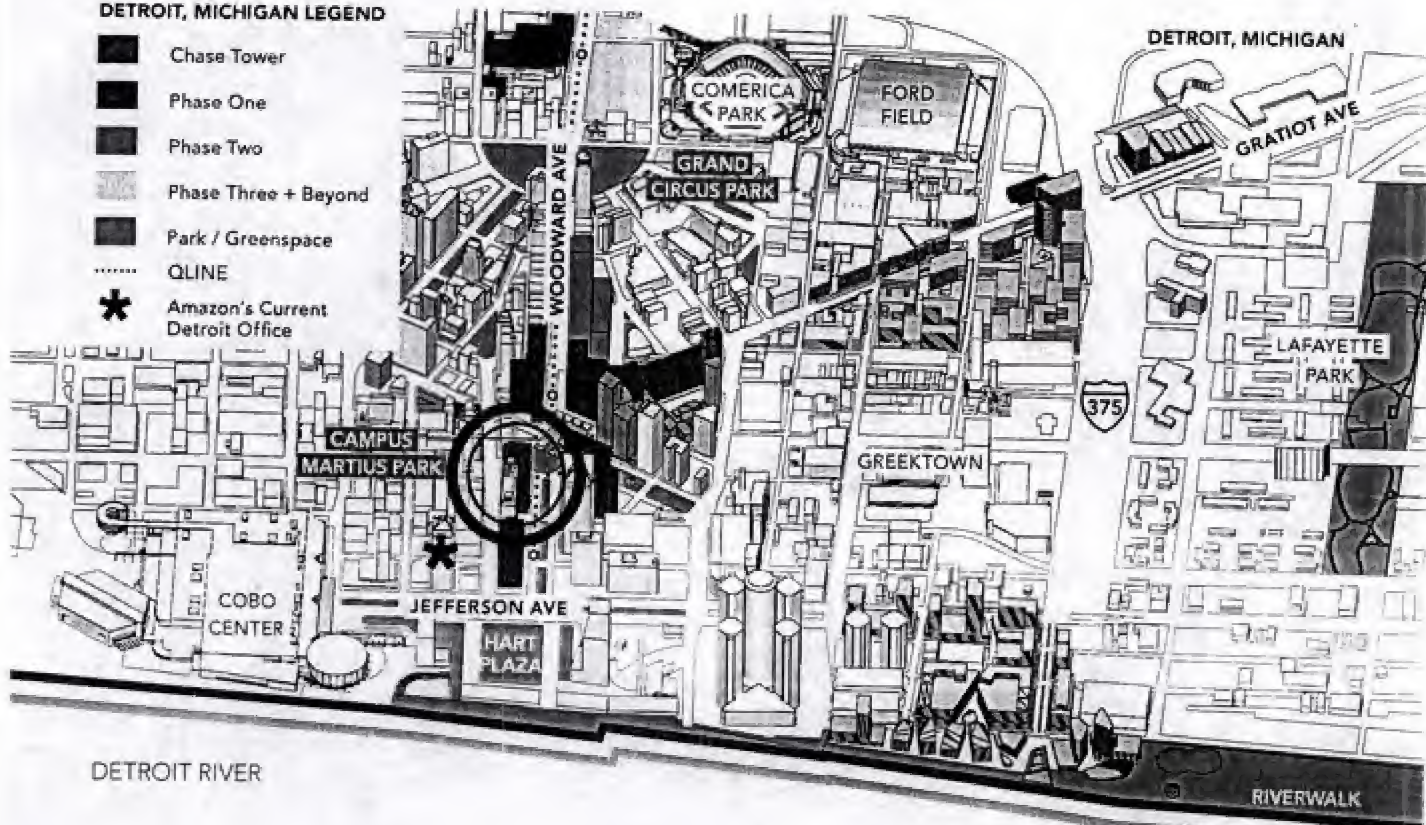 DETROIT, MICHIGAN LEGEND
Chase Tower
Phase One
Phase Two
Phase Three + Beyond
Park / Greenspace
QLINE
Amazon's Current
Detroit Office
DETROIT, MICHIGAN
COMERICA
PARK
FORD
FIELD
GRATIOT AVE
GRAND
CIRCUS PARK
WOODWARD AVE
LAFAYETTE
PARK
375
CAMPUS
MARTIUS PARK
GREEKTOWN
COBO
CENTER
JEFFERSON AVE
HART
PLAZA
DETROIT RIVER
RIVERWALK